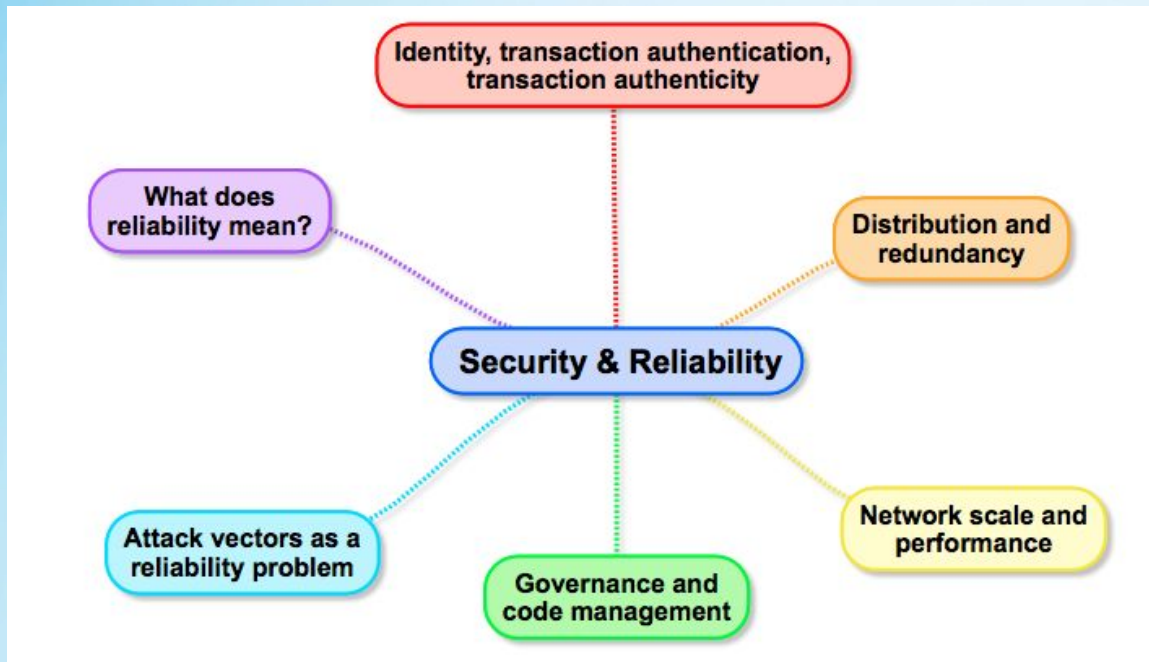 Identity, transaction authentication,
transaction authenticity
What does
reliability mean?
Distribution and
redundancy
Security & Reliability
Attack vectors as a
reliability problem
Network scale and
performance
Governance and
code management